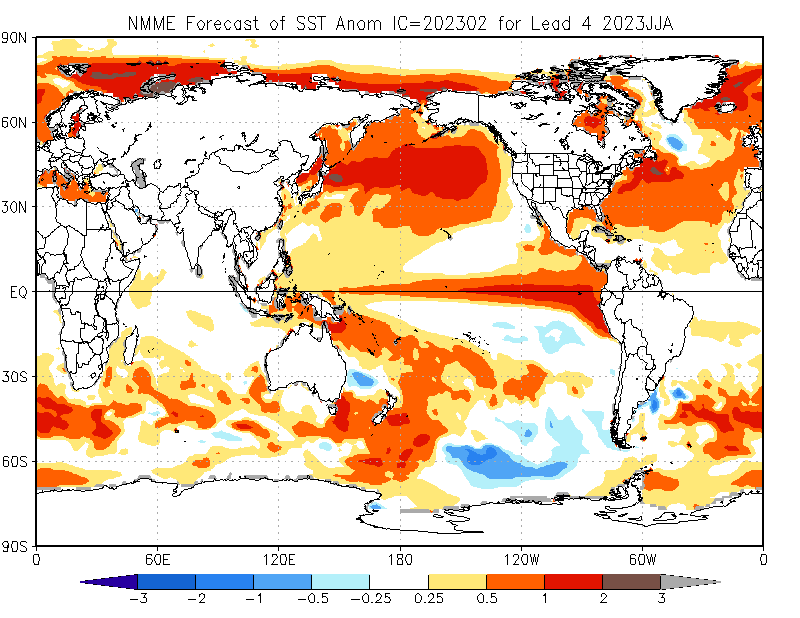 NMME Forecast of SST Anom IC=202302 for Lead 4 2023JJA
90N
60N
30N
EQ
30S
60S
90S
0 60E 120E 180 120W 60W 0
-3 -2 -1 -0.5 -0.25 0.25 0.5 1 2 3